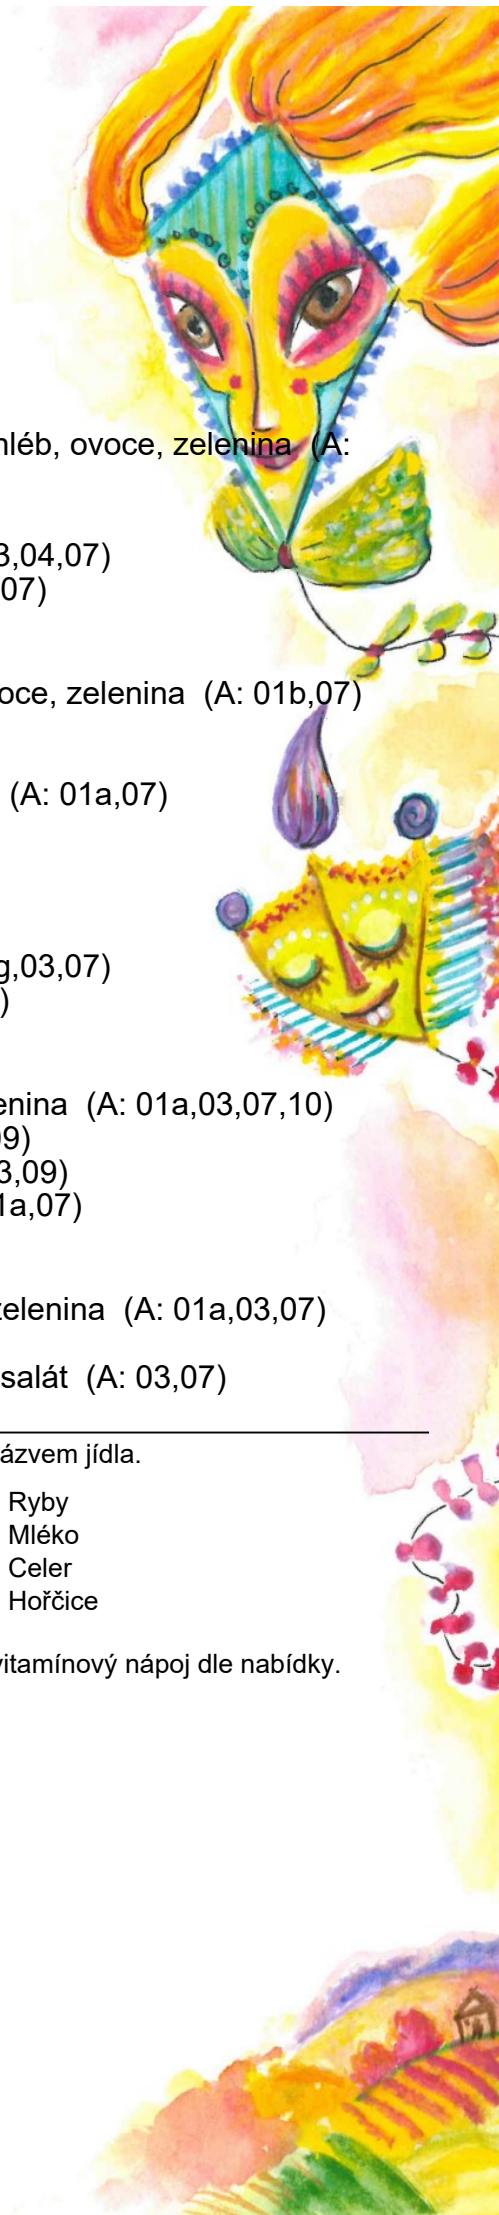 hléb, ovoce, zelenina (A:
3,04,07)
07)
oce, zelenina (A: 01b,07)
(A: 01a,07)
g,03,07)
)
enina (A: 01a,03,07,10)
09)
3,09)
1a,07)
zelenina (A: 01a,03,07)
salát (A: 03,07)
ázvem jídla.
Ryby
Mléko
Celer
Hořčice
vitamínový nápoj dle nabídky.